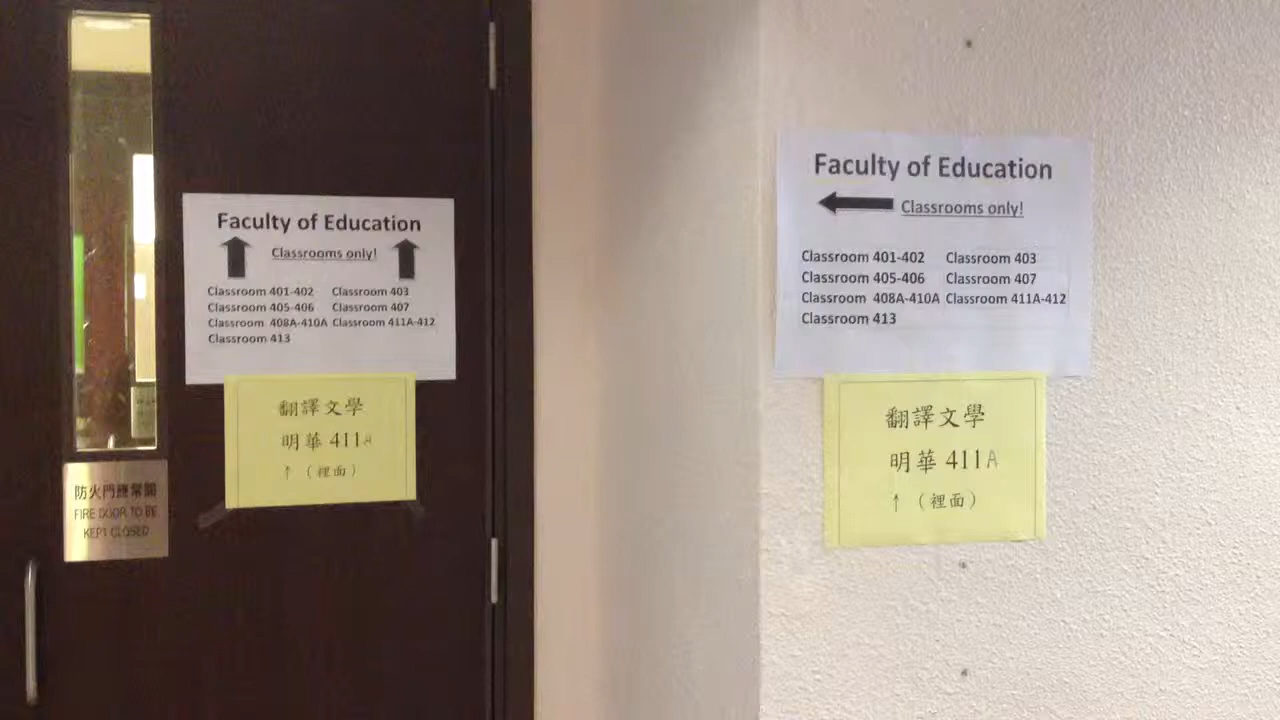 Faculty of Education
Classrooms only!
Classroom 401-402 Classroom 403
Classroom 405-406 Classroom 407
Classroom 408A-410A Classroom 411A-412
Classroom 413
翻譯文學
明華 411A
↑ (裡面)
防火門應常關
FIRE DOOR TO BE
KEPT CLOSED
Faculty of Education
Classrooms only!
Classroom 401-402 Classroom 403
Classroom 405-406 Classroom 407
Classroom 408A-410A Classroom 411A-412
Classroom 413
翻譯文學
明華 411A
↑ (裡面)